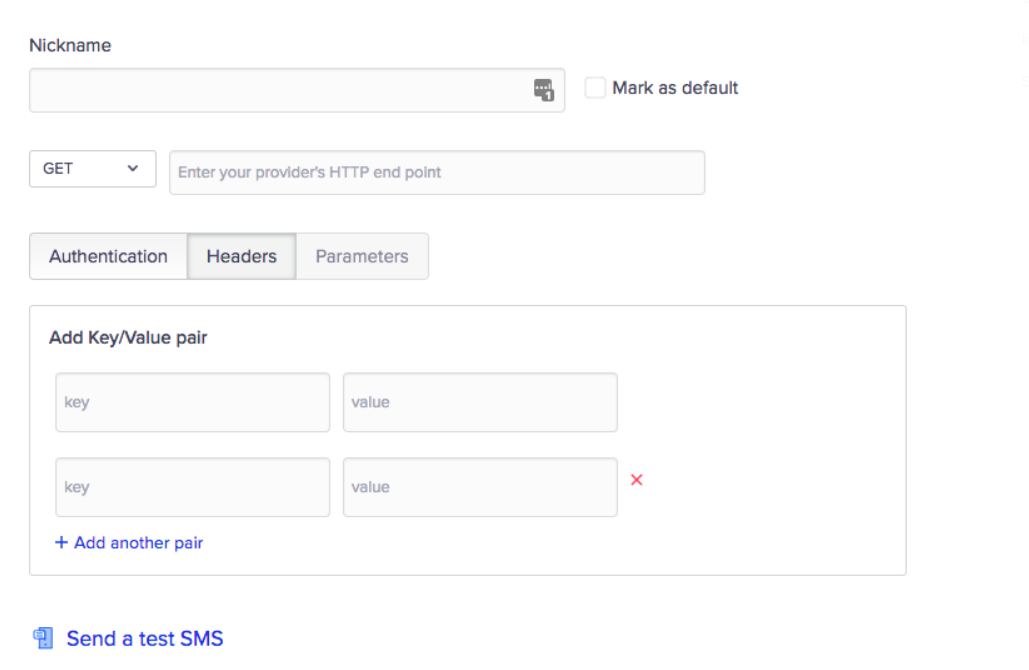 Nickname
1
Mark as default
GET
Enter your provider's HTTP end point
Authentication
Headers
Parameters
Add Key/Value pair
key
value
key
value
+ Add another pair
Send a test SMS